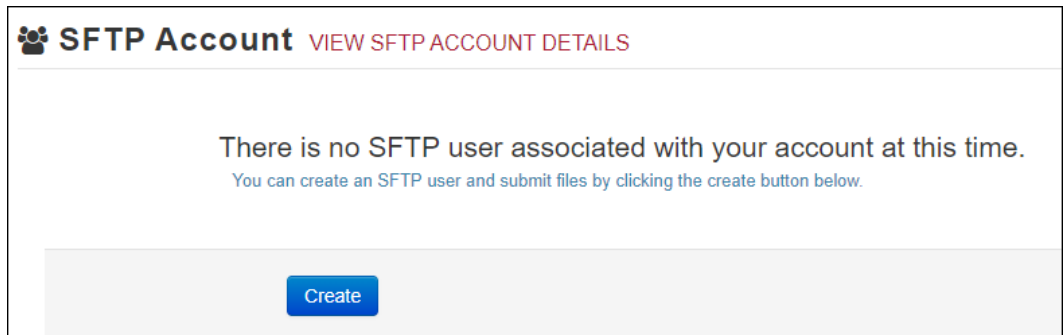 SFTP Account VIEW SFTP ACCOUNT DETAILS
There is no SFTP user associated with your account at this time.
You can create an SFTP user and submit files by clicking the create button below.
Create